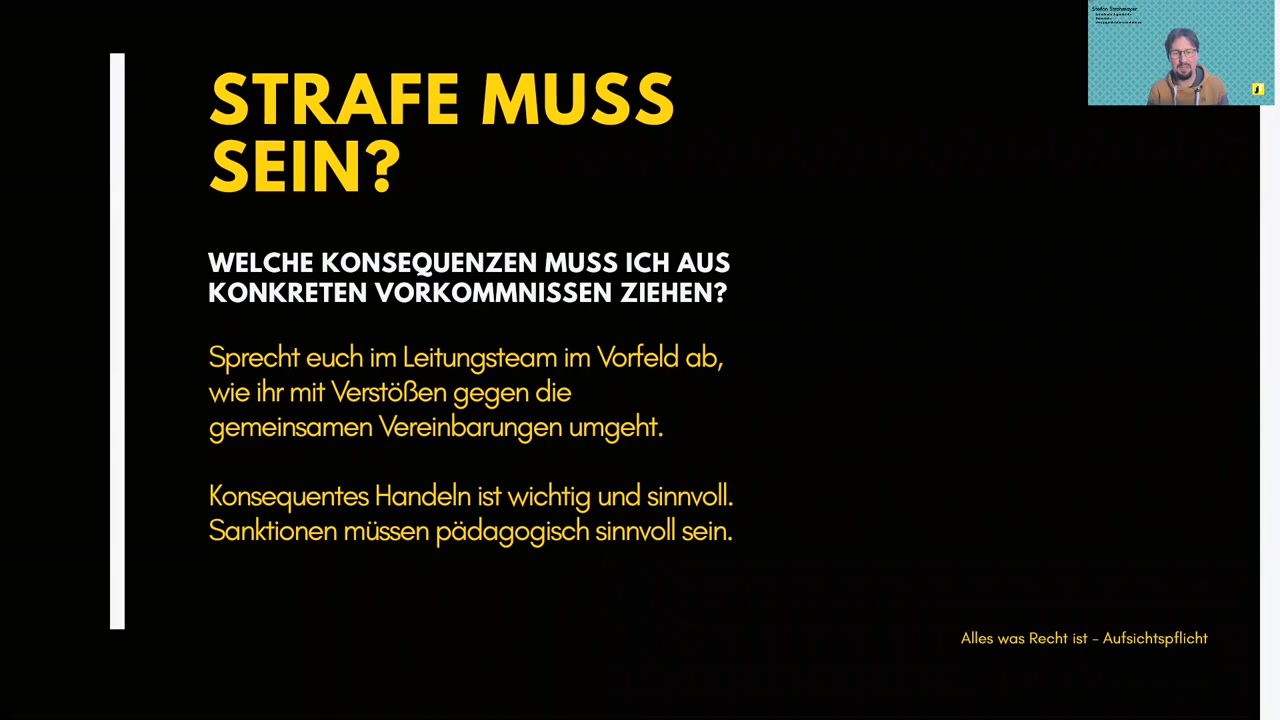 STRAFE MUSS
SEIN?
WELCHE KONSEQUENZEN MUSS ICH AUS
KONKRETEN VORKOMMNISSEN ZIEHEN?
Sprecht euch im Leitungsteam im Vorfeld ab,
wie ihr mit Verstößen gegen die
gemeinsamen Vereinbarungen umgeht.
Konsequentes Handeln ist wichtig und sinnvoll.
Sanktionen müssen pädagogisch sinnvoll sein.
Alles was Recht ist - Aufsichtspflicht